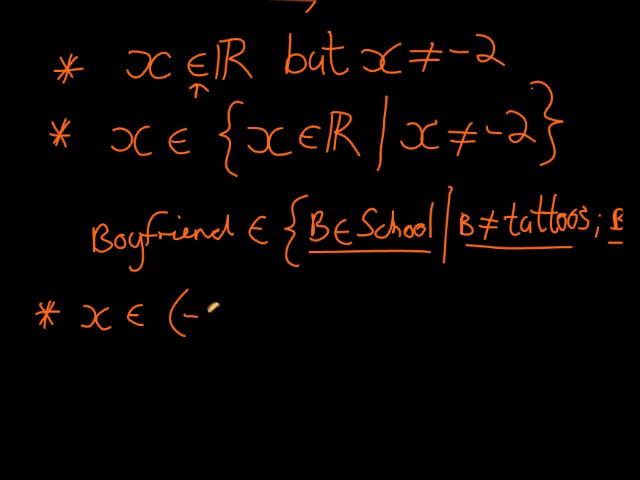 * x ∈ ℝ but x ≠ -2
↑
* x ∈ {x ∈ ℝ | x ≠ -2}
Boyfriend ∈ {B ∈ School | B ≠ tattoos; B
* x ∈ (-